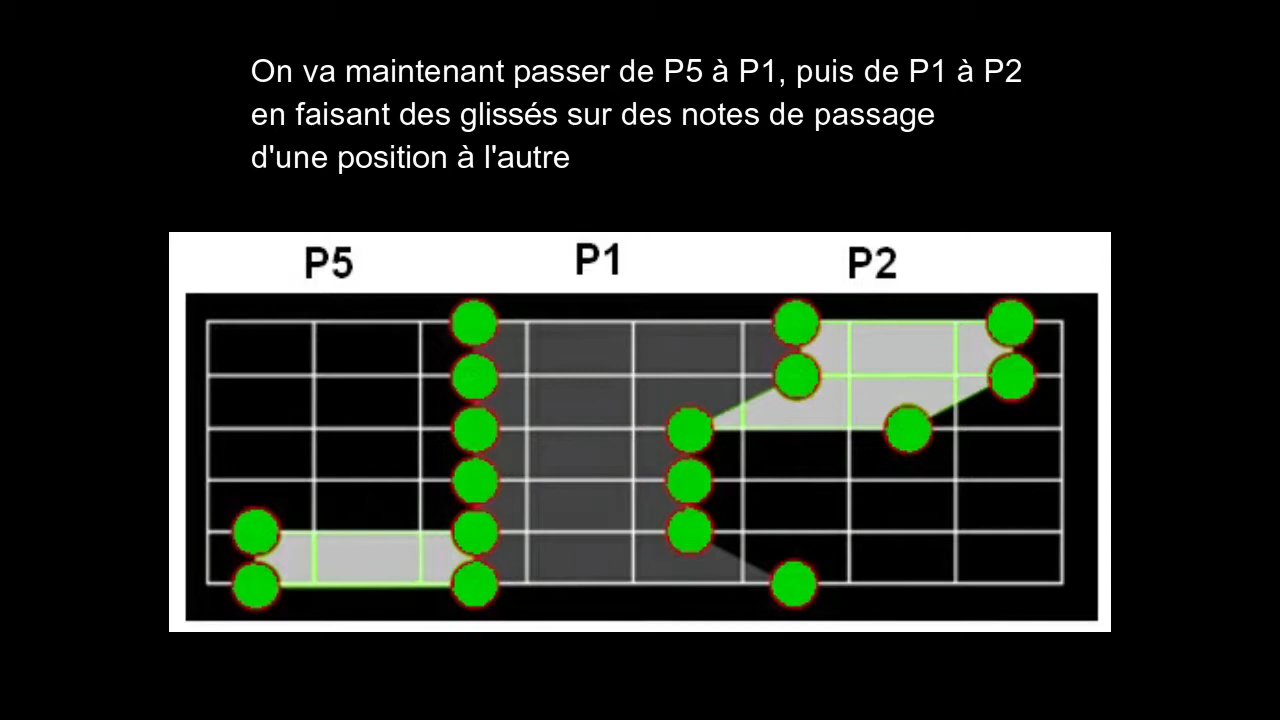 On va maintenant passer de P5 à P1, puis de P1 à P2
en faisant des glissés sur des notes de passage
d'une position à l'autre
P5 P1 P2